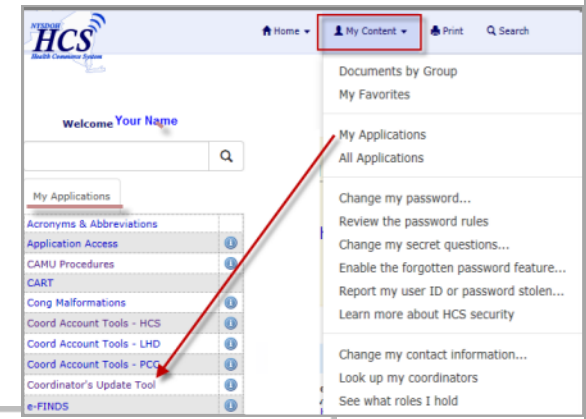 NYSDOH
HCS
Health Commerce System
Home
My Content
Print
Search
Documents by Group
My Favorites
My Applications
All Applications
Change my password...
Review the password rules
Change my secret questions...
Enable the forgotten password feature...
Report my user ID or password stolen...
Learn more about HCS security
Change my contact information...
Look up my coordinators
See what roles I hold
Welcome Your Name
My Applications
Acronyms & Abbreviations
Application Access
CAMU Procedures
CART
Cong Malformations
Coord Account Tools - HCS
Coord Account Tools - LHD
Coord Account Tools - PCG
Coordinator's Update Tool
e-FINDS